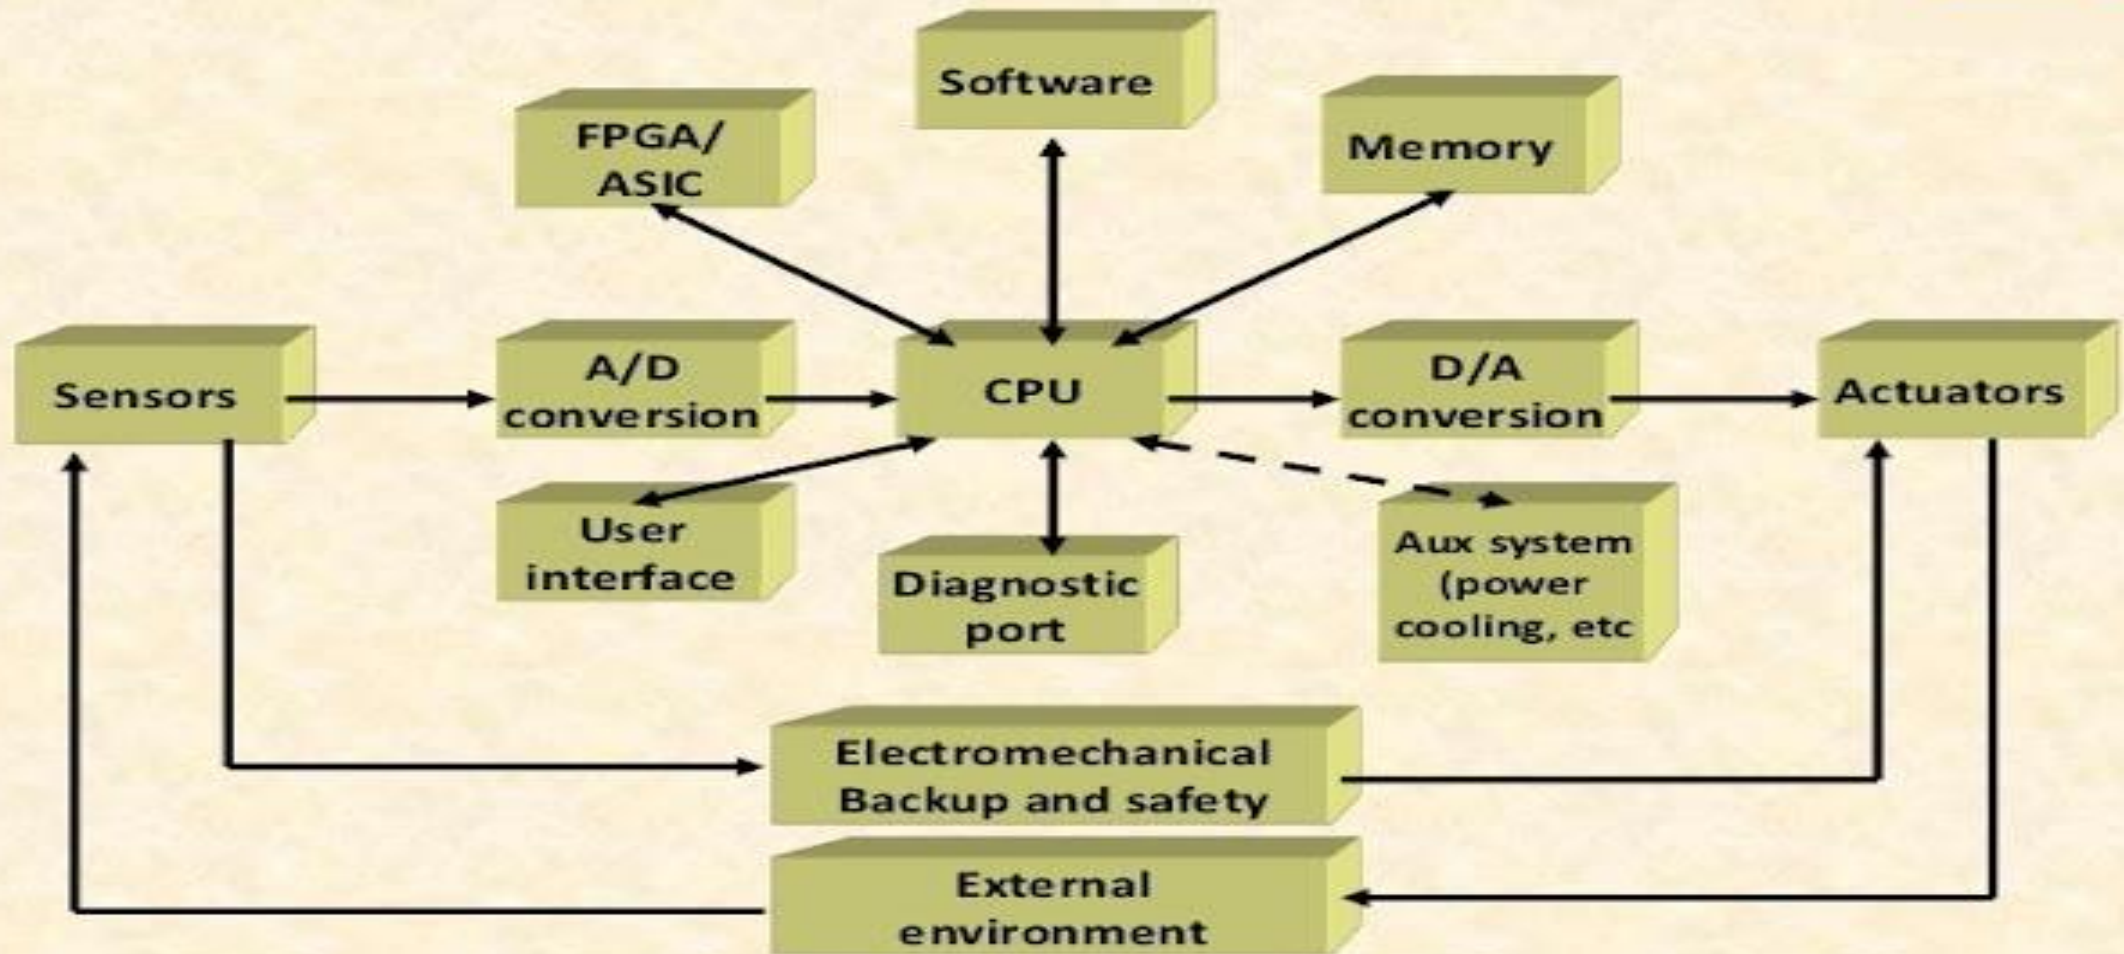 Software
FPGA/
ASIC
Memory
Sensors
A/D
conversion
CPU
D/A
conversion
Actuators
User
interface
Diagnostic
port
Aux system
(power
cooling, etc
Electromechanical
Backup and safety
External
environment